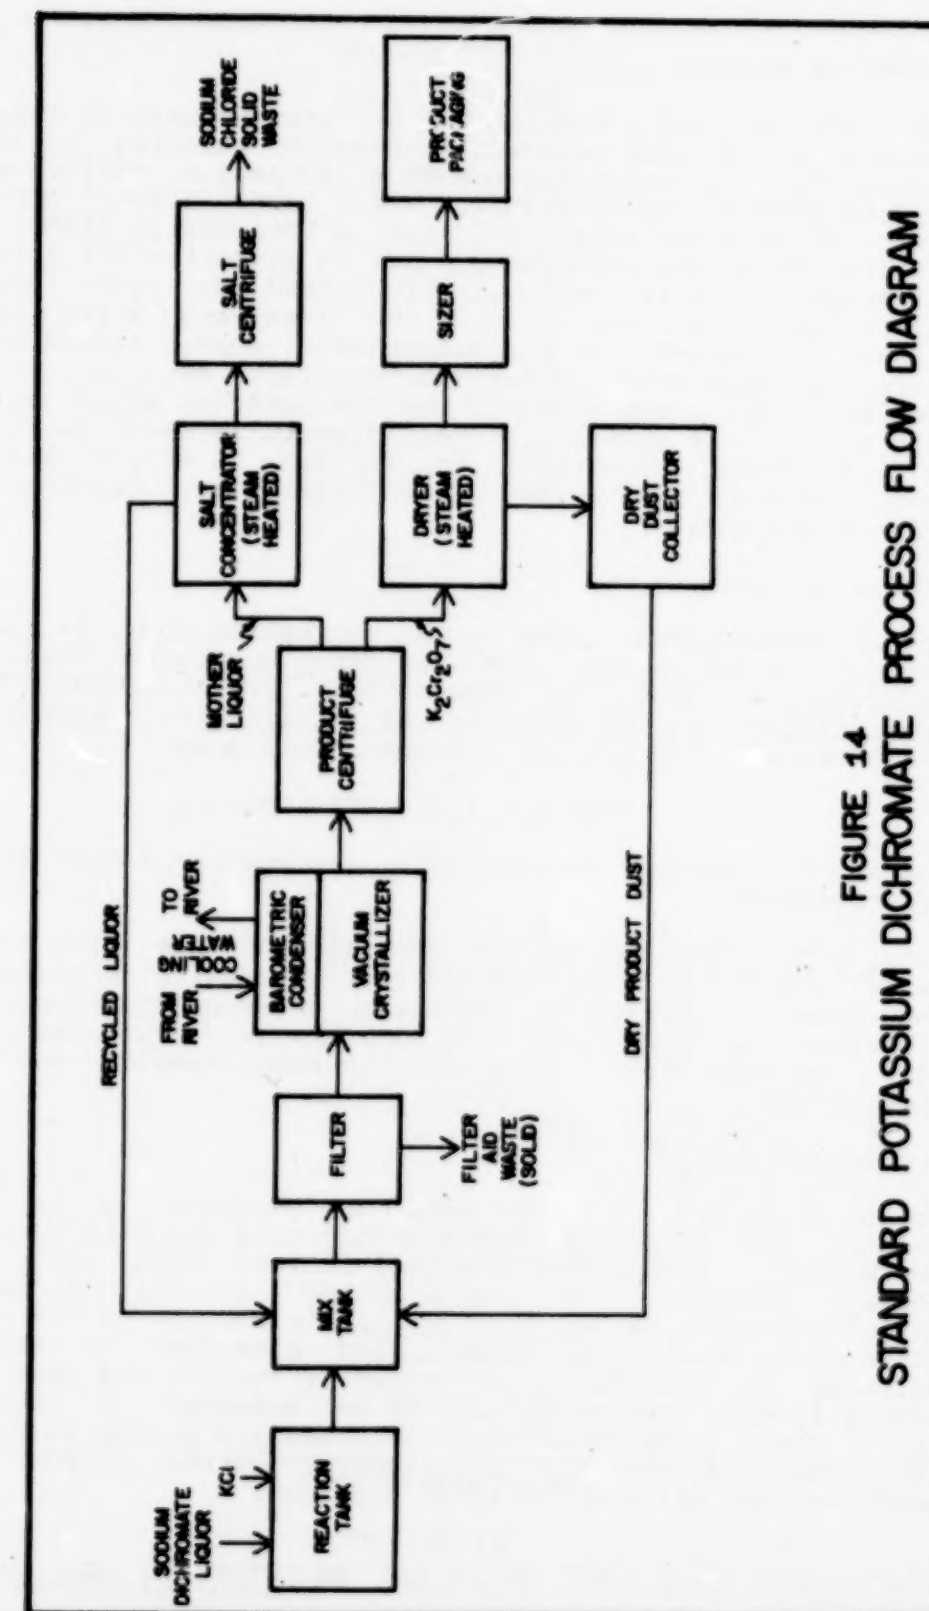 SODIUM
DICHROMATE
LIQUOR
KCl
REACTION
TANK
MIX
TANK
RECYCLED LIQUOR
FILTER
FILTER
AID
WASTE
(SOLID)
FROM
RIVER
COOLING
WATER
TO
RIVER
BAROMETRIC
CONDENSER
VACUUM
CRYSTALLIZER
PRODUCT
CENTRIFUGE
MOTHER
LIQUOR
K2Cr2O7
SALT
CONCENTRATOR
(STEAM
HEATED)
SALT
CENTRIFUGE
SODIUM
CHLORIDE
SOLID
WASTE
DRYER
(STEAM
HEATED)
SIZER
PRODUCT
PACKAGING
DRY
DUST
COLLECTOR
DRY PRODUCT DUST
FIGURE 14
STANDARD POTASSIUM DICHROMATE PROCESS FLOW DIAGRAM